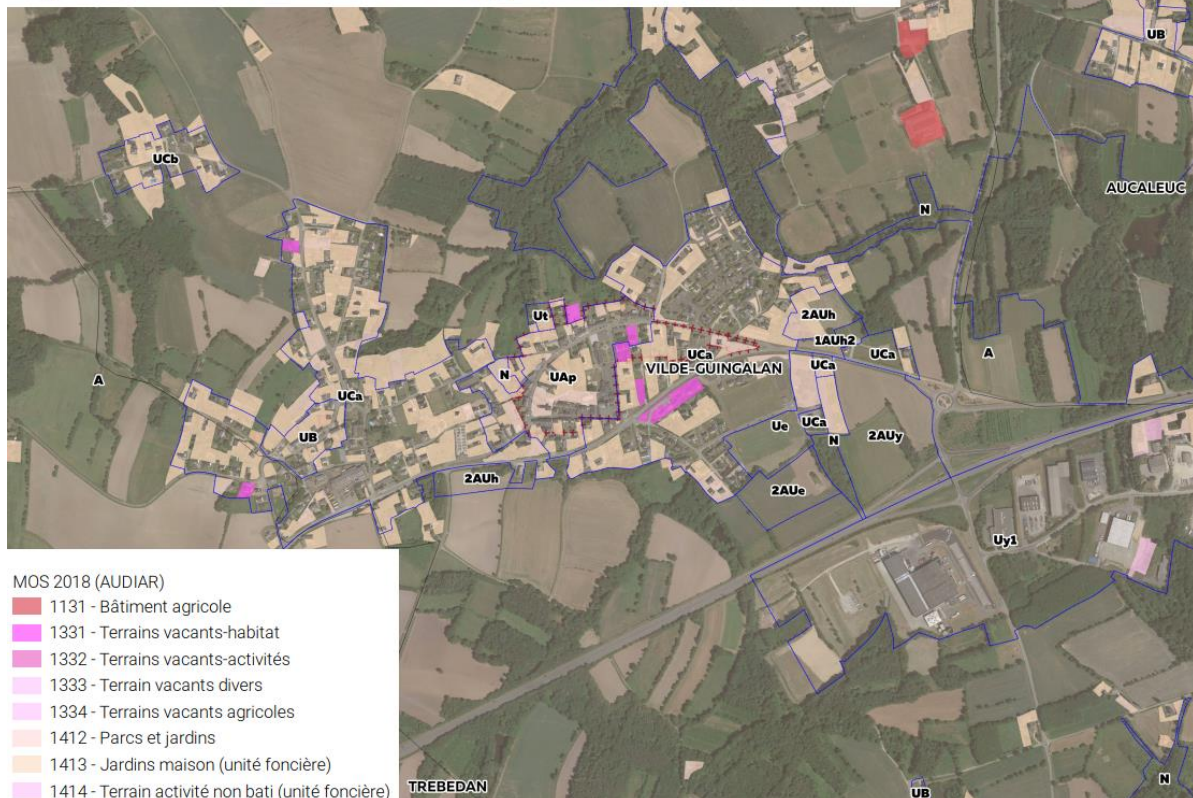 UB
UCb
AUCALEUC
N
Ut
2AUh
1AUh2
UCa
A
UCa
VILDE-GUINGALAN
UCa
N
UAp
A
UCa
UB
Ue
UCa
N
2AUy
2AUh
2AUe
Uy1
MOS 2018 (AUDIAR)
1131 - Bâtiment agricole
1331 - Terrains vacants-habitat
1332 - Terrains vacants-activités
1333 - Terrain vacants divers
1334 - Terrains vacants agricoles
1412 - Parcs et jardins
1413 - Jardins maison (unité foncière)
1414 - Terrain activité non bati (unité foncière)
TREBEDAN
UB
N